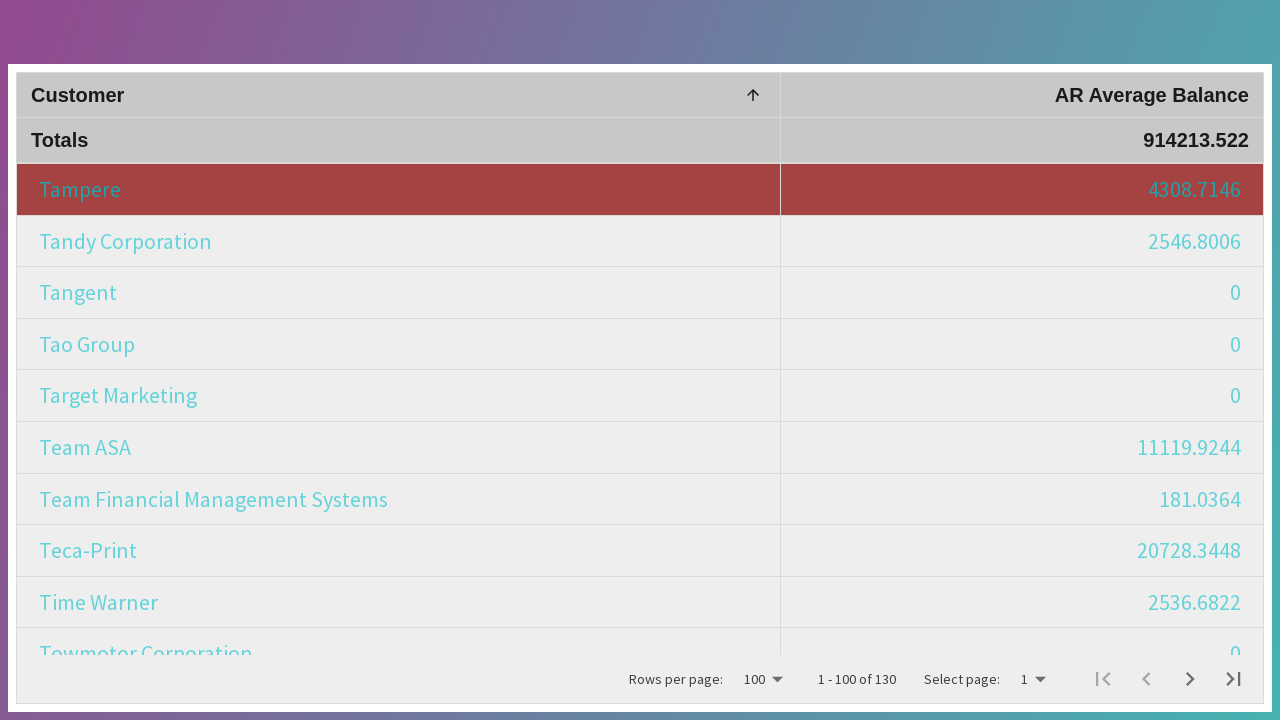 Customer AR Average Balance
Totals 914213.522
Tampere 4308.7146
Tandy Corporation 2546.8006
Tangent 0
Tao Group 0
Target Marketing 0
Team ASA 11119.9244
Team Financial Management Systems 181.0364
Teca-Print 20728.3448
Time Warner 2536.6822
Towmotor Corporation 0
Rows per page: 100 1 - 100 of 130 Select page: 1